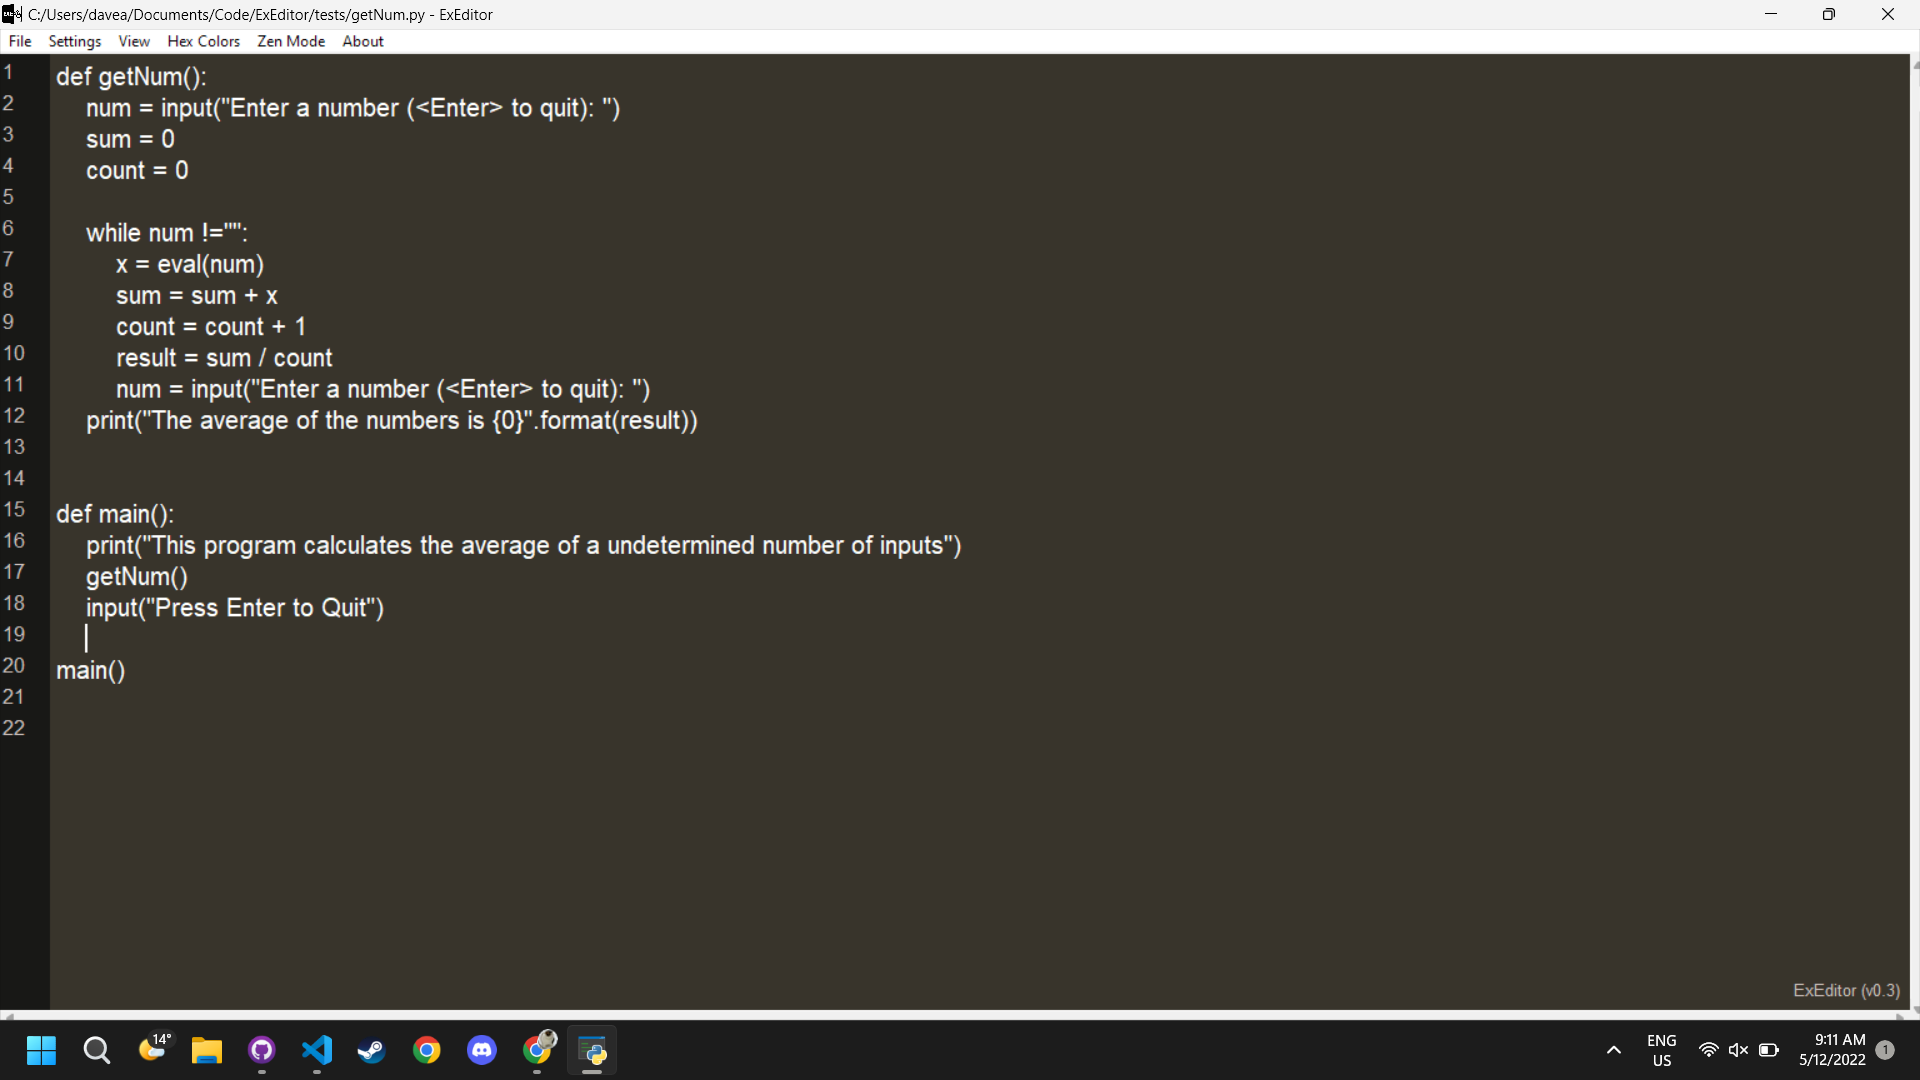 C:/Users/davea/Documents/Code/ExEditor/tests/getNum.py - ExEditor
File Settings View Hex Colors Zen Mode About
1 def getNum():
2 num = input("Enter a number (<Enter> to quit): ")
3 sum = 0
4 count = 0
5
6 while num !="":
7 x = eval(num)
8 sum = sum + x
9 count = count + 1
10 result = sum / count
11 num = input("Enter a number (<Enter> to quit): ")
12 print("The average of the numbers is {0}".format(result))
13
14
15 def main():
16 print("This program calculates the average of a undetermined number of inputs")
17 getNum()
18 input("Press Enter to Quit")
19
20 main()
21
22
ExEditor (v0.3)
14°
ENG
US
9:11 AM
5/12/2022
1